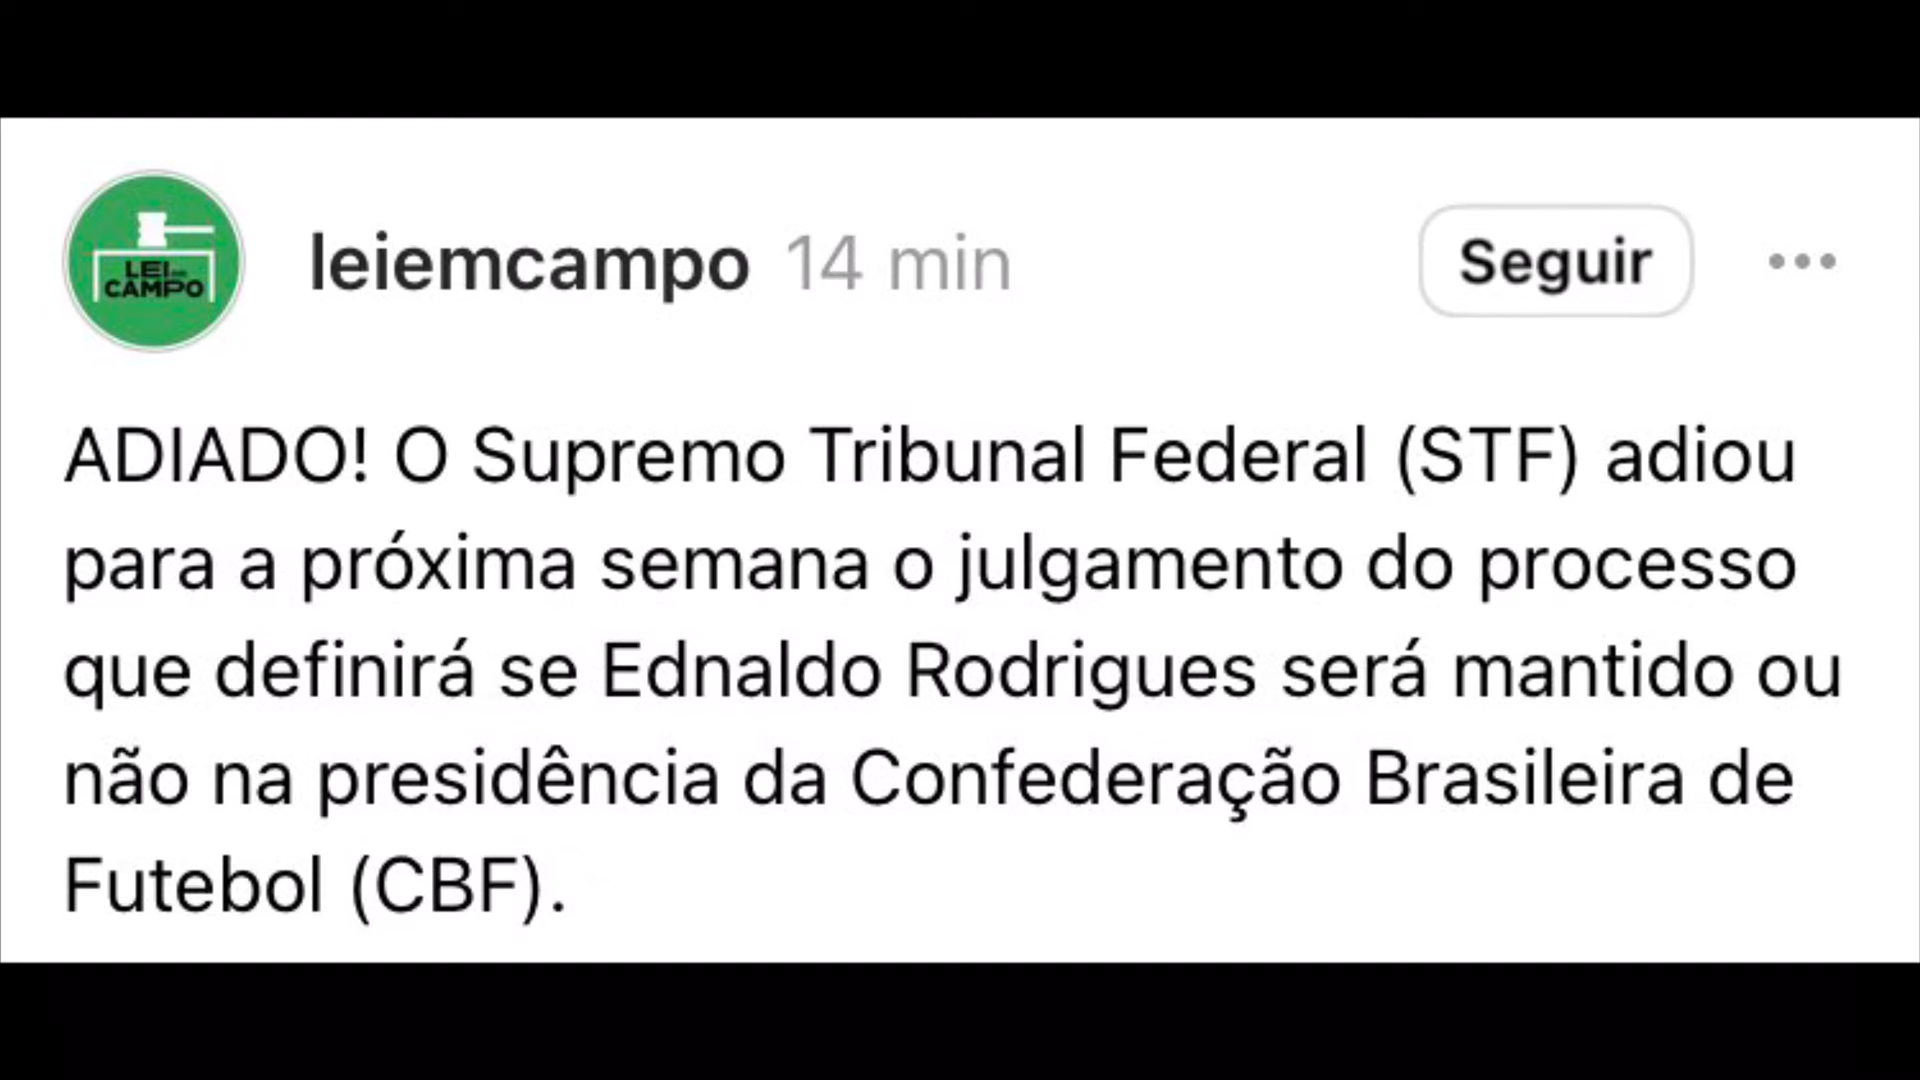 LEI EM
CAMPO
leiemcampo 14 min
Seguir
ADIADO! O Supremo Tribunal Federal (STF) adiou
para a próxima semana o julgamento do processo
que definirá se Ednaldo Rodrigues será mantido ou
não na presidência da Confederação Brasileira de
Futebol (CBF).